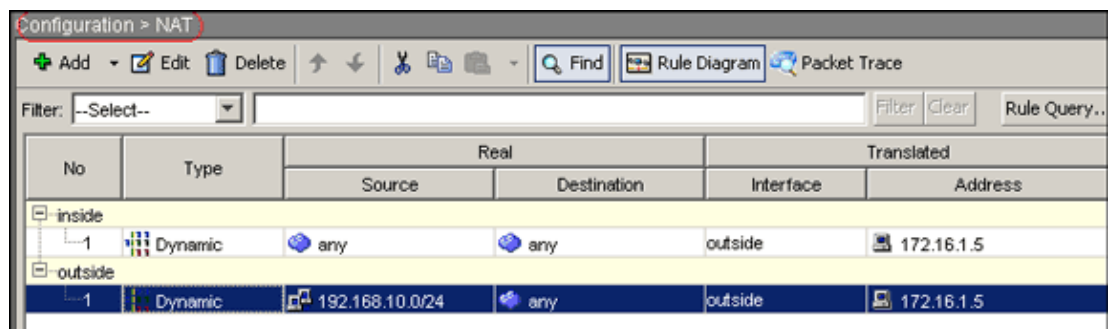 Configuration > NAT
Add Edit Delete Find Rule Diagram Packet Trace
Filter: --Select-- Filter Clear Rule Query..
No Type Real Translated
Source Destination Interface Address
inside
1 Dynamic any any outside 172.16.1.5
outside
1 Dynamic 192.168.10.0/24 any outside 172.16.1.5